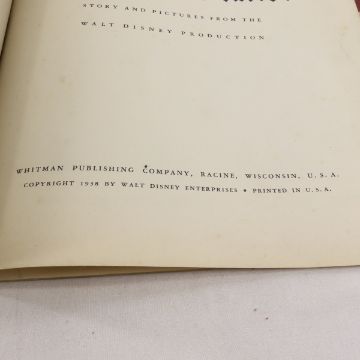 STORY AND PICTURES FROM THE
WALT DISNEY PRODUCTION
WHITMAN PUBLISHING COMPANY, RACINE, WISCONSIN, U. S. A.
COPYRIGHT 1938 BY WALT DISNEY ENTERPRISES • PRINTED IN U. S. A.